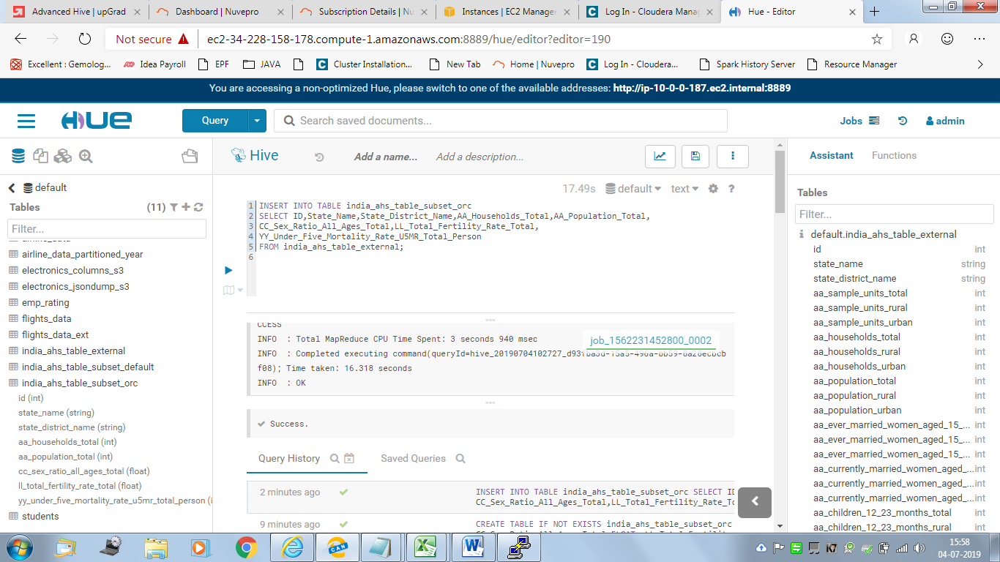 Advanced Hive | upGrad
Dashboard | Nuvepro
Subscription Details | Nu
Instances | EC2 Manager
Log In - Cloudera Manag
Hue - Editor
Not secure
ec2-34-228-158-178.compute-1.amazonaws.com:8889/hue/editor?editor=190
Excellent : Gemolog...
Idea Payroll
EPF
JAVA
Cluster Installation...
New Tab
Home | Nuvepro
Log In - Cloudera...
Spark History Server
Resource Manager
You are accessing a non-optimized Hue, please switch to one of the available addresses: http://ip-10-0-0-187.ec2.internal:8889
HUE
Query
Search saved documents...
Jobs
admin
Hive
Add a name...
Add a description...
Assistant
Functions
default
17.49s
default
text
?
Tables
(11)
Filter...
airline_data
airline_data_partitioned_year
electronics_columns_s3
electronics_jsondump_s3
emp_rating
flights_data
flights_data_ext
india_ahs_table_external
india_ahs_table_subset_default
india_ahs_table_subset_orc
id (int)
state_name (string)
state_district_name (string)
aa_households_total (int)
aa_population_total (int)
cc_sex_ratio_all_ages_total (float)
ll_total_fertility_rate_total (float)
yy_under_five_mortality_rate_u5mr_total_person (i
students
1 INSERT INTO TABLE india_ahs_table_subset_orc
2 SELECT ID,State_Name,State_District_Name,AA_Households_Total,AA_Population_Total,
3 CC_Sex_Ratio_All_Ages_Total,LL_Total_Fertility_Rate_Total,
4 YY_Under_Five_Mortality_Rate_U5MR_Total_Person
5 FROM india_ahs_table_external;
6
CCESS
INFO : Total MapReduce CPU Time Spent: 3 seconds 940 msec
job_1562231452800_0002
INFO : Completed executing command(queryId=hive_20190704102727_
f08); Time taken: 16.318 seconds
INFO : OK
Success.
Query History
Saved Queries
2 minutes ago
INSERT INTO TABLE india_ahs_table_subset_orc SELECT ID
CC_Sex_Ratio_All_Ages_Total,LL_Total_Fertility_Rate_To
9 minutes ago
CREATE TABLE IF NOT EXISTS india_ahs_table_subset_orc
Tables
Filter...
default.india_ahs_table_external
id int
state_name string
state_district_name string
aa_sample_units_total int
aa_sample_units_rural int
aa_sample_units_urban int
aa_households_total int
aa_households_rural int
aa_households_urban int
aa_population_total int
aa_population_rural int
aa_population_urban int
aa_ever_married_women_aged_15_... int
aa_ever_married_women_aged_15_... int
aa_ever_married_women_aged_15_... int
aa_currently_married_women_aged_... int
aa_currently_married_women_aged_... int
aa_currently_married_women_aged_... int
aa_children_12_23_months_total int
aa_children_12_23_months_rural int
CAN
15:58
04-07-2019